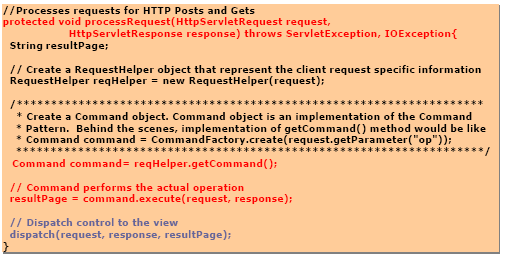 //Processes requests for HTTP Posts and Gets
protected void processRequest(HttpServletRequest request,
HttpServletResponse response) throws ServletException, IOException{
String resultPage;
// Create a RequestHelper object that represent the client request specific information
RequestHelper reqHelper = new RequestHelper(request);
/*********************************************************************
* Create a Command object. Command object is an implementation of the Command
* Pattern. Behind the scenes, implementation of getCommand() method would be like
* Command command = CommandFactory.create(request.getParameter("op"));
*********************************************************************/
Command command= reqHelper.getCommand();
// Command performs the actual operation
resultPage = command.execute(request, response);
// Dispatch control to the view
dispatch(request, response, resultPage);
}